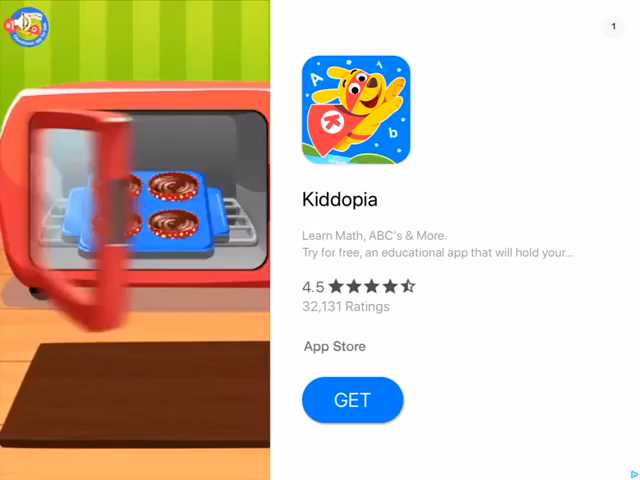 1
A
b
K
Kiddopia
Learn Math, ABC's & More.
Try for free, an educational app that will hold your...
4.5
32,131 Ratings
App Store
GET